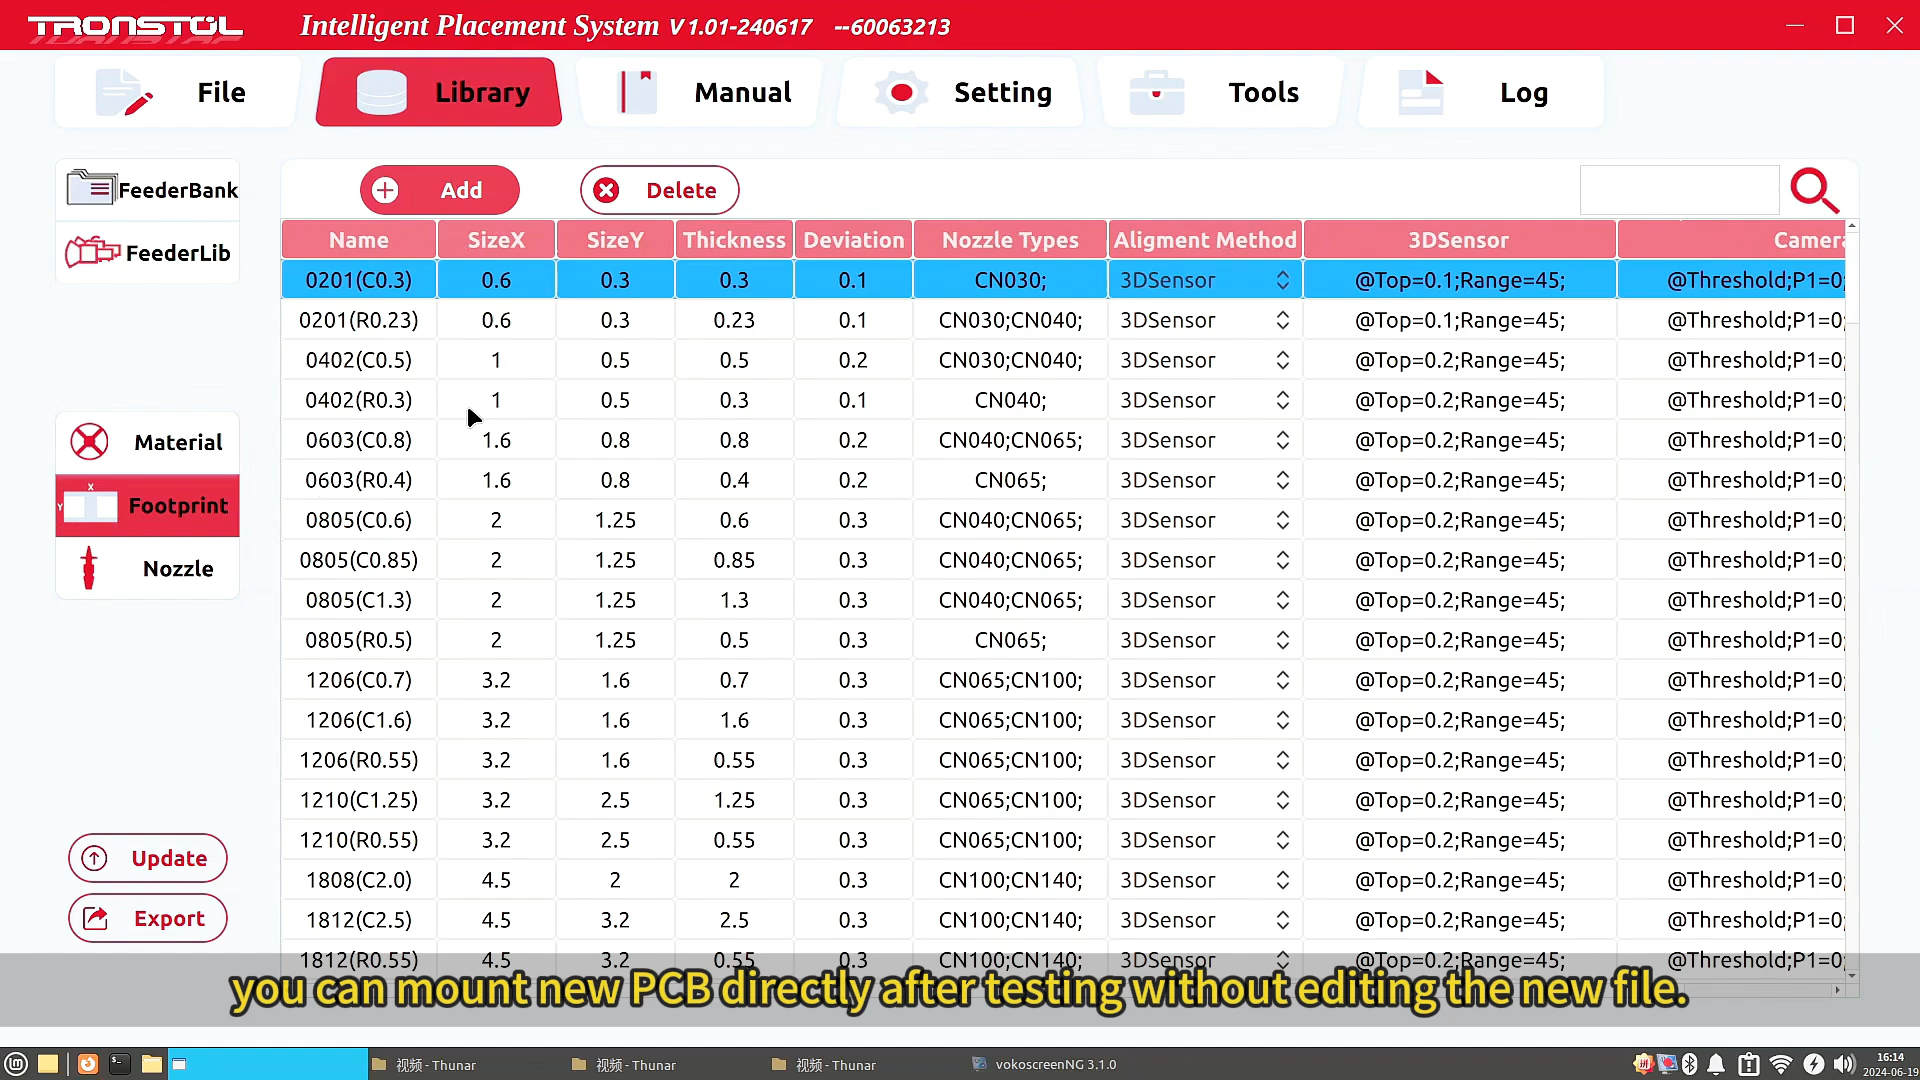 TRONSTOL Intelligent Placement System V 1.01-240617 --60063213
File Library Manual Setting Tools Log
FeederBank
FeederLib
Material
X
Y Footprint
Nozzle
Update
Export
Add Delete
Name SizeX SizeY Thickness Deviation Nozzle Types Aligment Method 3DSensor Camera
0201(C0.3) 0.6 0.3 0.3 0.1 CN030; 3DSensor @Top=0.1;Range=45; @Threshold;P1=0;
0201(R0.23) 0.6 0.3 0.23 0.1 CN030;CN040; 3DSensor @Top=0.1;Range=45; @Threshold;P1=0;
0402(C0.5) 1 0.5 0.5 0.2 CN030;CN040; 3DSensor @Top=0.2;Range=45; @Threshold;P1=0;
0402(R0.3) 1 0.5 0.3 0.1 CN040; 3DSensor @Top=0.2;Range=45; @Threshold;P1=0;
0603(C0.8) 1.6 0.8 0.8 0.2 CN040;CN065; 3DSensor @Top=0.2;Range=45; @Threshold;P1=0;
0603(R0.4) 1.6 0.8 0.4 0.2 CN065; 3DSensor @Top=0.2;Range=45; @Threshold;P1=0;
0805(C0.6) 2 1.25 0.6 0.3 CN040;CN065; 3DSensor @Top=0.2;Range=45; @Threshold;P1=0;
0805(C0.85) 2 1.25 0.85 0.3 CN040;CN065; 3DSensor @Top=0.2;Range=45; @Threshold;P1=0;
0805(C1.3) 2 1.25 1.3 0.3 CN040;CN065; 3DSensor @Top=0.2;Range=45; @Threshold;P1=0;
0805(R0.5) 2 1.25 0.5 0.3 CN065; 3DSensor @Top=0.2;Range=45; @Threshold;P1=0;
1206(C0.7) 3.2 1.6 0.7 0.3 CN065;CN100; 3DSensor @Top=0.2;Range=45; @Threshold;P1=0;
1206(C1.6) 3.2 1.6 1.6 0.3 CN065;CN100; 3DSensor @Top=0.2;Range=45; @Threshold;P1=0;
1206(R0.55) 3.2 1.6 0.55 0.3 CN065;CN100; 3DSensor @Top=0.2;Range=45; @Threshold;P1=0;
1210(C1.25) 3.2 2.5 1.25 0.3 CN065;CN100; 3DSensor @Top=0.2;Range=45; @Threshold;P1=0;
1210(R0.55) 3.2 2.5 0.55 0.3 CN065;CN100; 3DSensor @Top=0.2;Range=45; @Threshold;P1=0;
1808(C2.0) 4.5 2 2 0.3 CN100;CN140; 3DSensor @Top=0.2;Range=45; @Threshold;P1=0;
1812(C2.5) 4.5 3.2 2.5 0.3 CN100;CN140; 3DSensor @Top=0.2;Range=45; @Threshold;P1=0;
1812(R0.55) 4.5 3.2 0.55 0.3 CN100;CN140; 3DSensor @Top=0.2;Range=45; @Threshold;P1=0;
you can mount new PCB directly after testing without editing the new file.
视频 - Thunar 视频 - Thunar 视频 - Thunar vokoscreenNG 3.1.0 16:14
2024-06-19